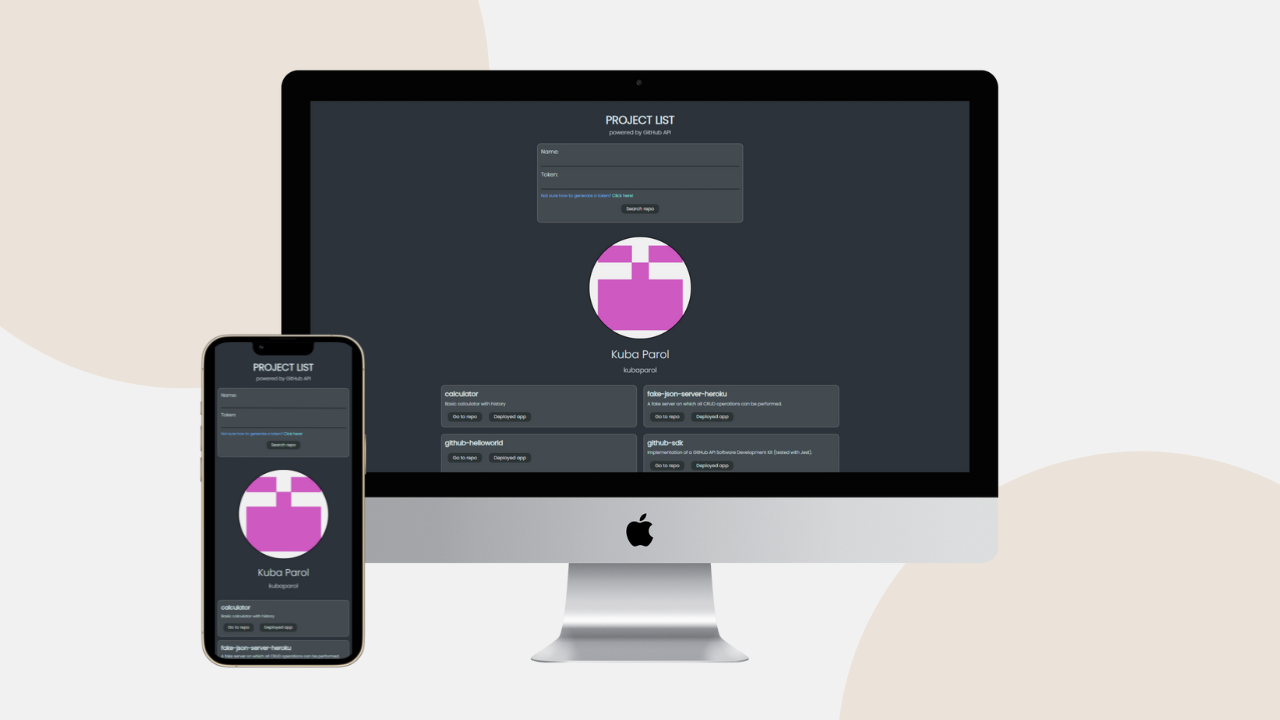 PROJECT LIST
powered by GitHub API
Name:
Token:
Not sure how to generate a token? Click here!
Search repo
Kuba Parol
kubaparol
calculator
Basic calculator with history
Go to repo Deployed app
fake-json-server-heroku
A fake server on which all CRUD operations can be performed.
Go to repo Deployed app
github-helloworld
Go to repo Deployed app
github-sdk
Implementation of a GitHub API Software Development Kit (tested with Jest).
Go to repo Deployed app
PROJECT LIST
powered by GitHub API
Name:
Token:
Not sure how to generate a token? Click here!
Search repo
Kuba Parol
kubaparol
calculator
Basic calculator with history
Go to repo Deployed app
fake-json-server-heroku
A fake server on which all CRUD operations can be performed.